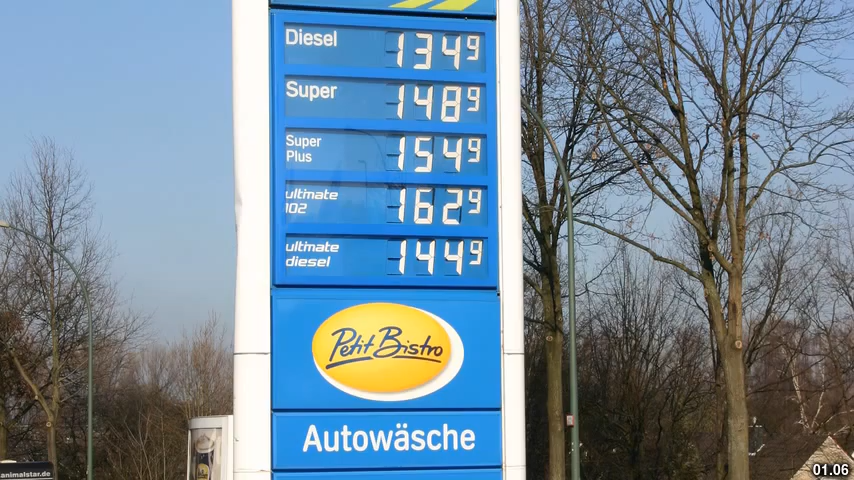 Diesel 1349
Super 1489
Super
Plus 1549
ultimate
102 1629
ultimate
diesel 1449
Petit Bistro
Autowäsche
animalstar.de
01.06